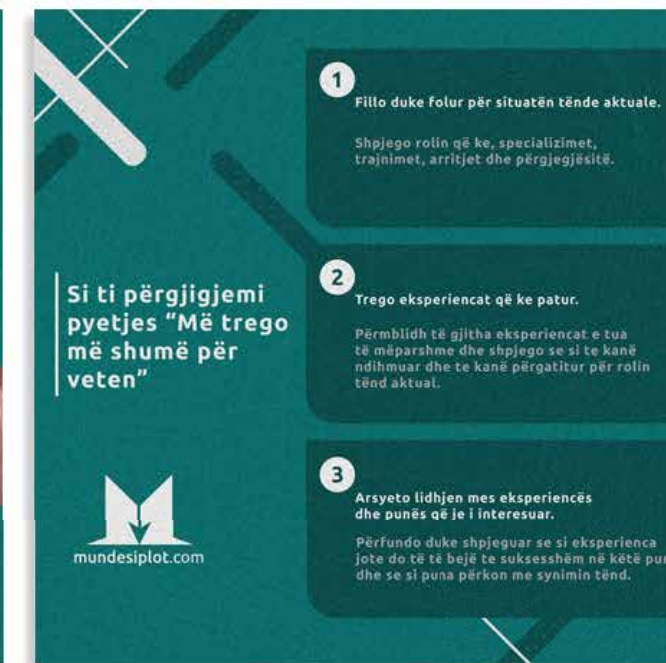 Si ti përgjigjemi
pyetjes “Më trego
më shumë për
veten”
mundesiplot.com
1
Fillo duke folur për situatën tënde aktuale.
Shpjego rolin që ke, specializimet,
trajnimet, arritjet dhe përgjegjësitë.
2
Trego eksperiencat që ke patur.
Përmblidh të gjitha eksperiencat e tua
të mëparshme dhe shpjego se si te kanë
ndihmuar dhe te kanë përgatitur për rolin
tënd aktual.
3
Arsyeto lidhjen mes eksperiencës
dhe punës që je i interesuar.
Përfundo duke shpjeguar se si eksperienca
jote do të të bejë te suksesshëm në këtë
dhe se si puna përkon me synimin tënd.